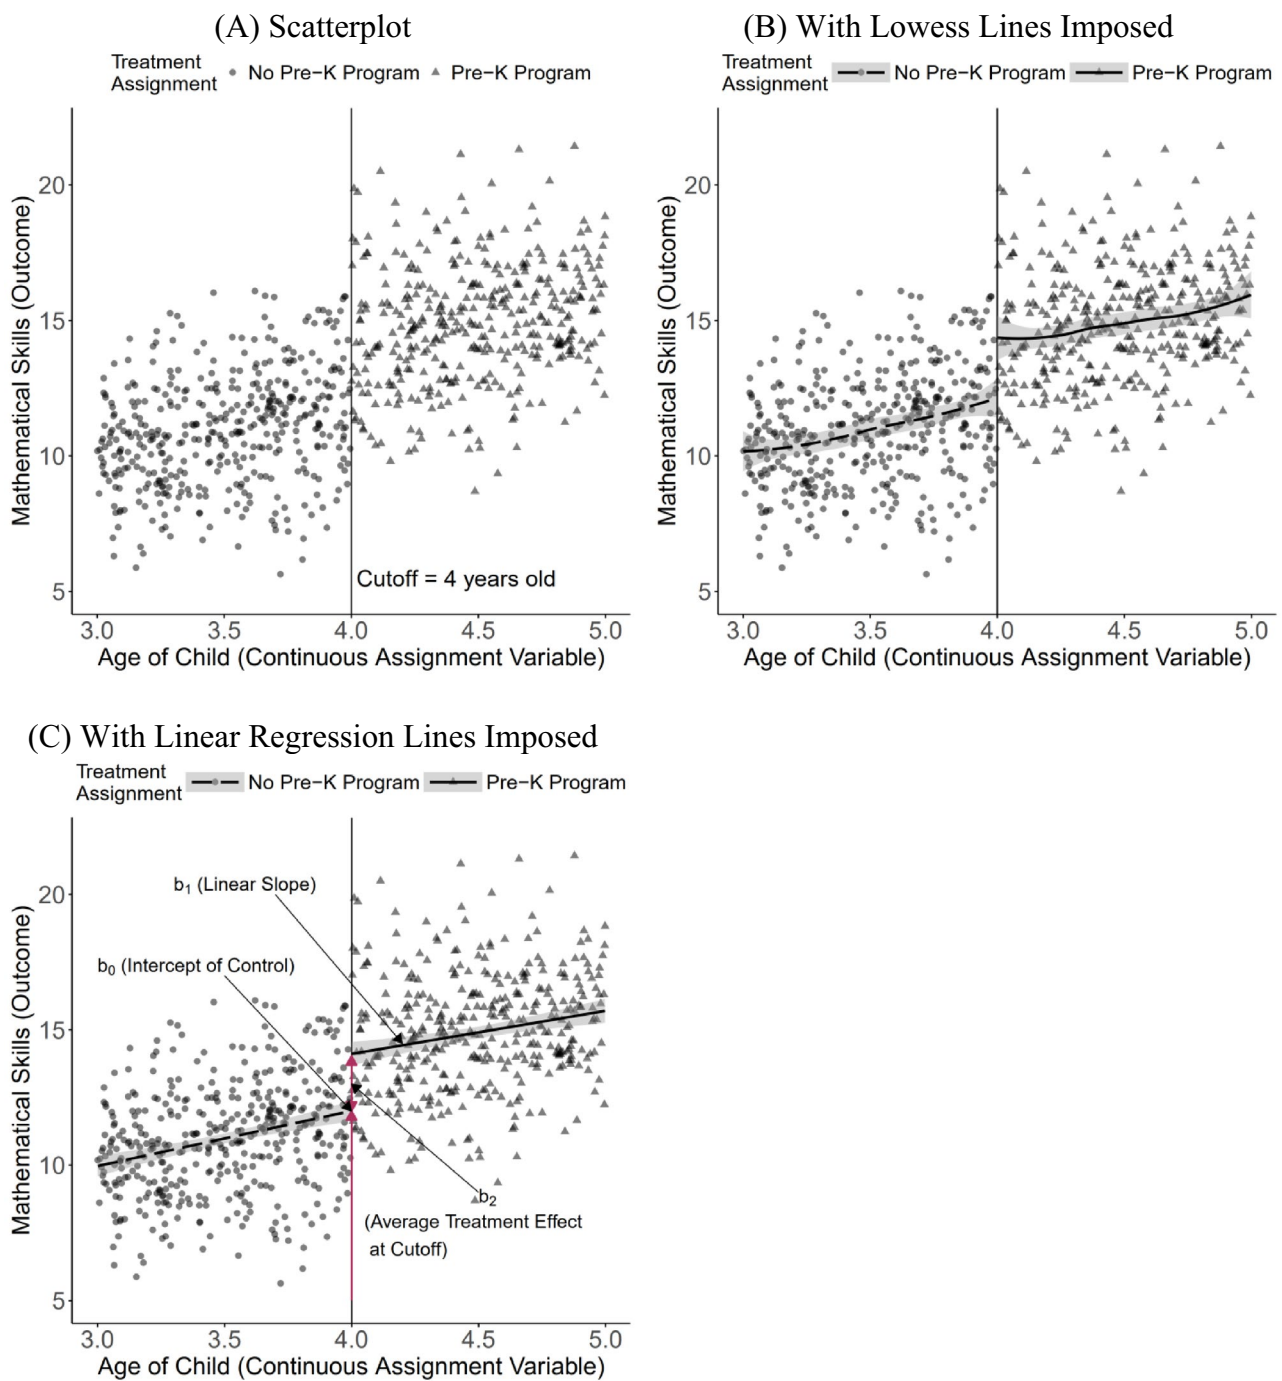 (A) Scatterplot
Treatment
Assignment
No Pre−K Program
Pre−K Program
Mathematical Skills (Outcome)
20
15
10
5
Cutoff = 4 years old
3.0 3.5 4.0 4.5 5.0
Age of Child (Continuous Assignment Variable)
(B) With Lowess Lines Imposed
Treatment
Assignment
No Pre−K Program
Pre−K Program
Mathematical Skills (Outcome)
20
15
10
5
3.0 3.5 4.0 4.5 5.0
Age of Child (Continuous Assignment Variable)
(C) With Linear Regression Lines Imposed
Treatment
Assignment
No Pre−K Program
Pre−K Program
Mathematical Skills (Outcome)
20
15
10
5
b1 (Linear Slope)
b0 (Intercept of Control)
b2
(Average Treatment Effect
at Cutoff)
3.0 3.5 4.0 4.5 5.0
Age of Child (Continuous Assignment Variable)